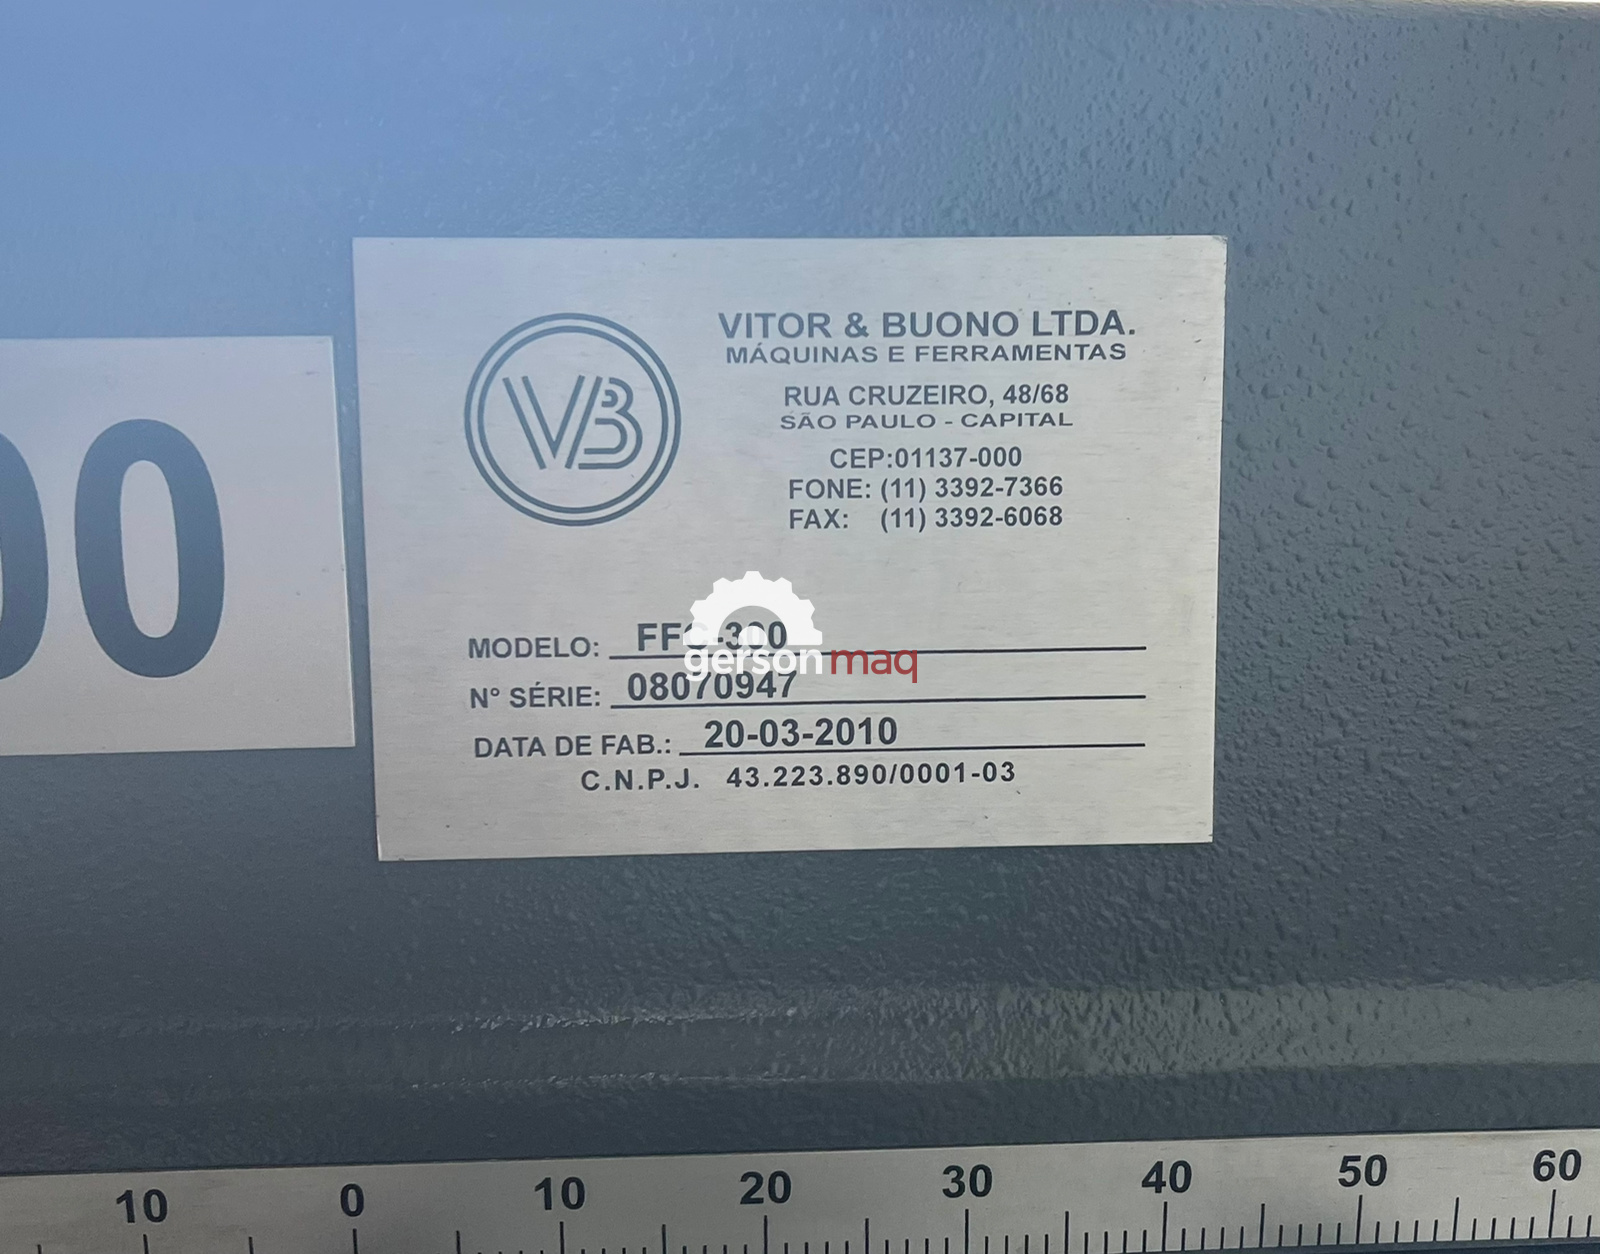 00
VB
VITOR & BUONO LTDA.
MÁQUINAS E FERRAMENTAS
RUA CRUZEIRO, 48/68
SÃO PAULO - CAPITAL
CEP:01137-000
FONE: (11) 3392-7366
FAX: (11) 3392-6068
MODELO: FFC-300
gersonmaq
Nº SÉRIE: 08070947
DATA DE FAB.: 20-03-2010
C.N.P.J. 43.223.890/0001-03
10 0 10 20 30 40 50 60